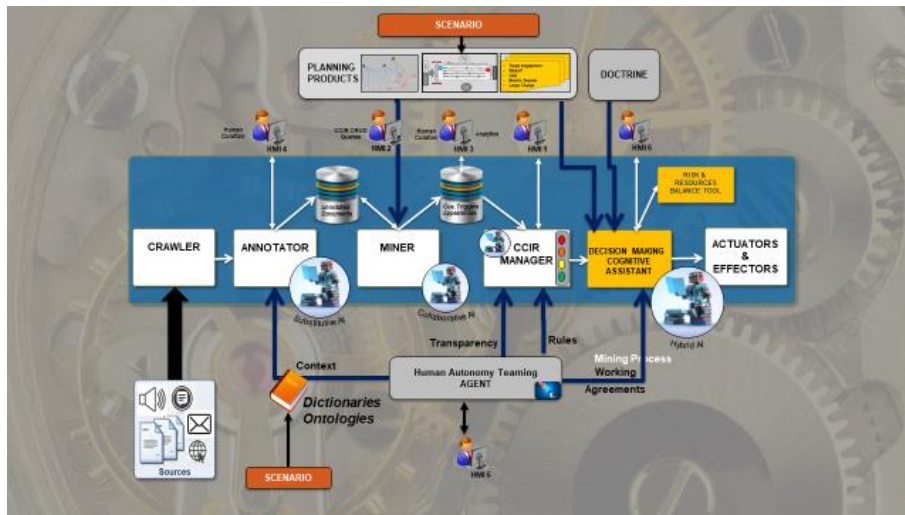 SCENARIO
PLANNING
PRODUCTS
DOCTRINE
Human
Curation
HMI 4
CCIR CRUD
Queries
HMI 2
Human
Curation
HMI 3
Analytics
HMI 1
HMI 6
RISK &
RESOURCES
BALANCE TOOL
Annotated
Documents
CRAWLER
ANNOTATOR
MINER
CCIR
MANAGER
DECISION MAKING
COGNITIVE
ASSISTANT
ACTUATORS
&
EFFECTORS
Substitutive AI
Collaborative AI
Hybrid AI
Transparency
Rules
Mining Process
Working
Agreements
Context
Human Autonomy Teaming
AGENT
Dictionaries
Ontologies
HMI 5
Sources
SCENARIO